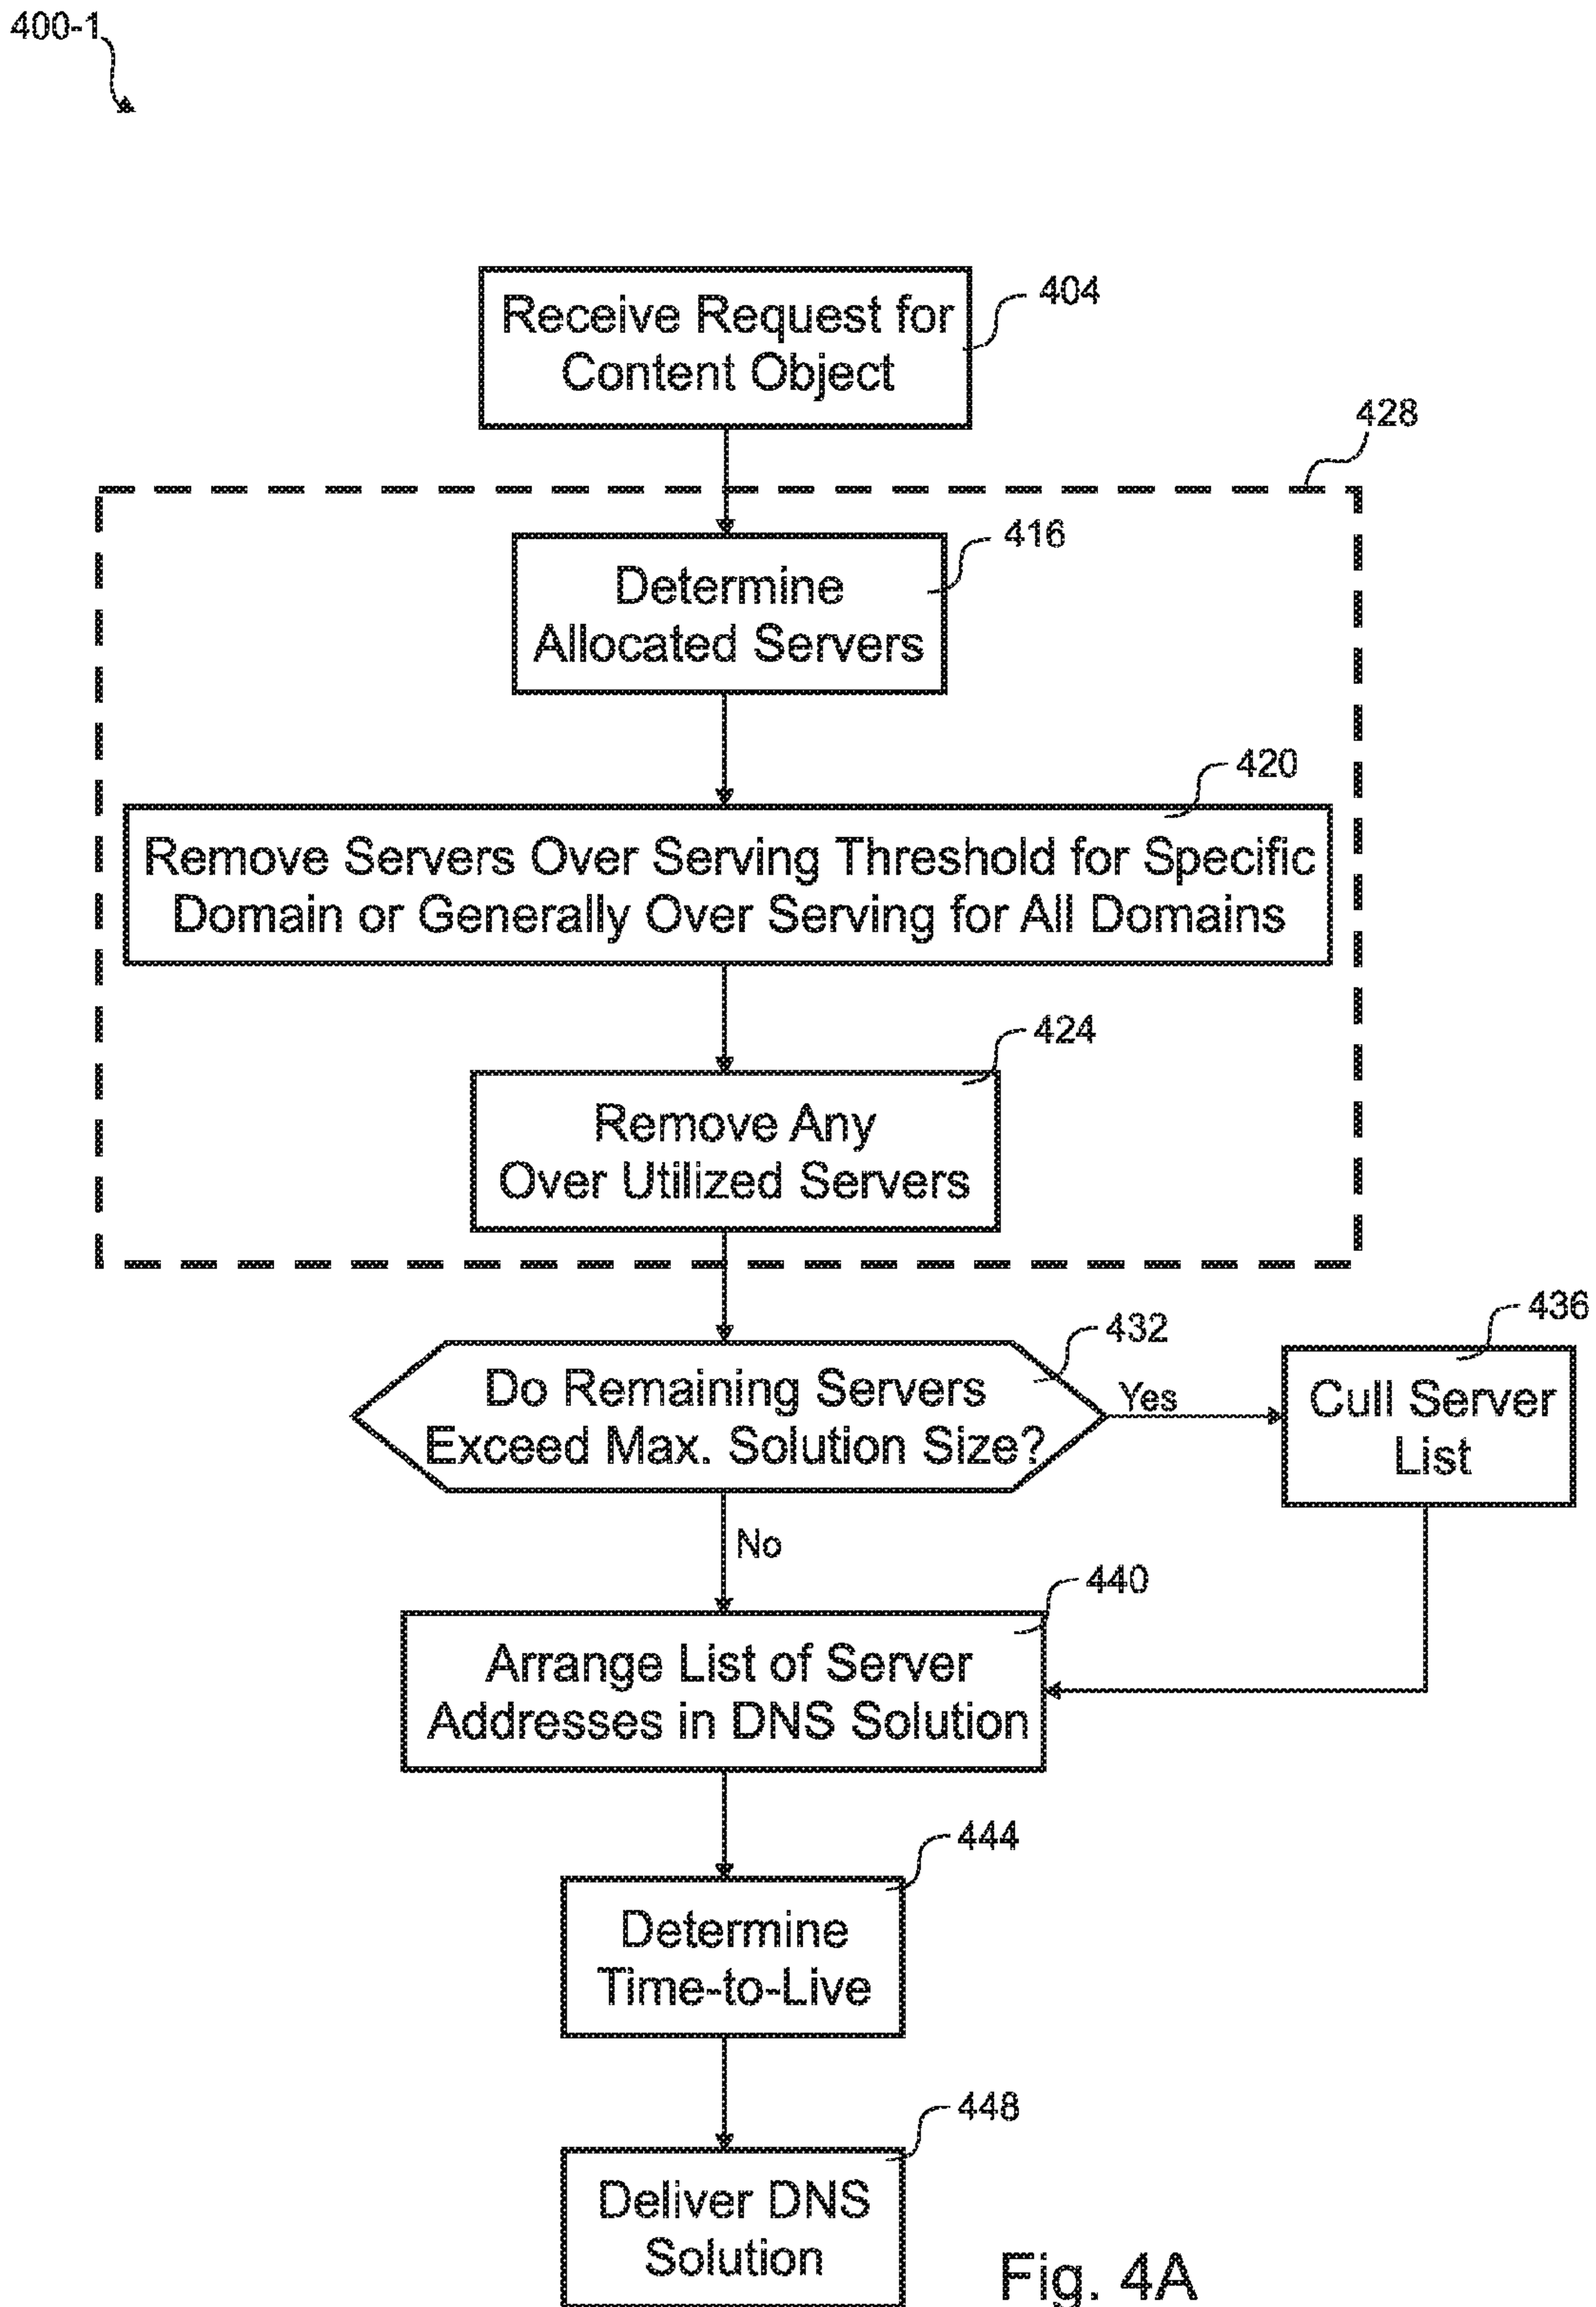 400-1
Receive Request for
Content Object
404
428
Determine
Allocated Servers
416
Remove Servers Over Serving Threshold for Specific
Domain or Generally Over Serving for All Domains
420
Remove Any
Over Utilized Servers
424
Do Remaining Servers
Exceed Max. Solution Size?
432
Yes
Cull Server
List
436
No
Arrange List of Server
Addresses in DNS Solution
440
Determine
Time-to-Live
444
Deliver DNS
Solution
448
Fig. 4A